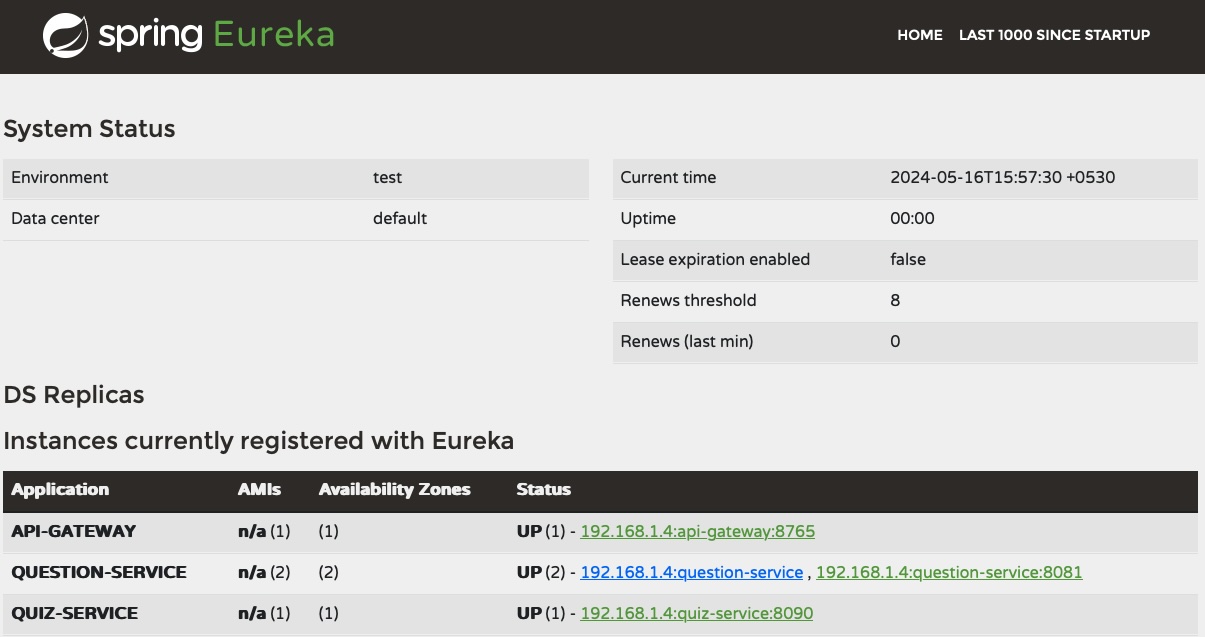 spring Eureka HOME LAST 1000 SINCE STARTUP
System Status
Environment test Current time 2024-05-16T15:57:30 +0530
Data center default Uptime 00:00
Lease expiration enabled false
Renews threshold 8
Renews (last min) 0
DS Replicas
Instances currently registered with Eureka
Application AMIs Availability Zones Status
API-GATEWAY n/a (1) (1) UP (1) - 192.168.1.4:api-gateway:8765
QUESTION-SERVICE n/a (2) (2) UP (2) - 192.168.1.4:question-service , 192.168.1.4:question-service:8081
QUIZ-SERVICE n/a (1) (1) UP (1) - 192.168.1.4:quiz-service:8090